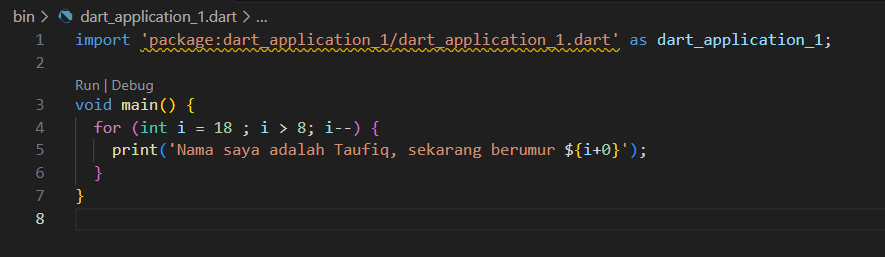 bin > dart_application_1.dart > ...
1 import 'package:dart_application_1/dart_application_1.dart' as dart_application_1;
2
Run | Debug
3 void main() {
4 for (int i = 18 ; i > 8; i--) {
5 print('Nama saya adalah Taufiq, sekarang berumur ${i+0}');
6 }
7 }
8